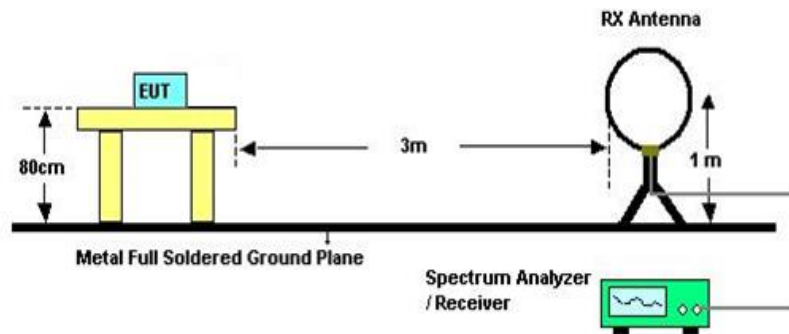 RX Antenna
EUT
80cm
3m
1 m
Metal Full Soldered Ground Plane
Spectrum Analyzer
/ Receiver